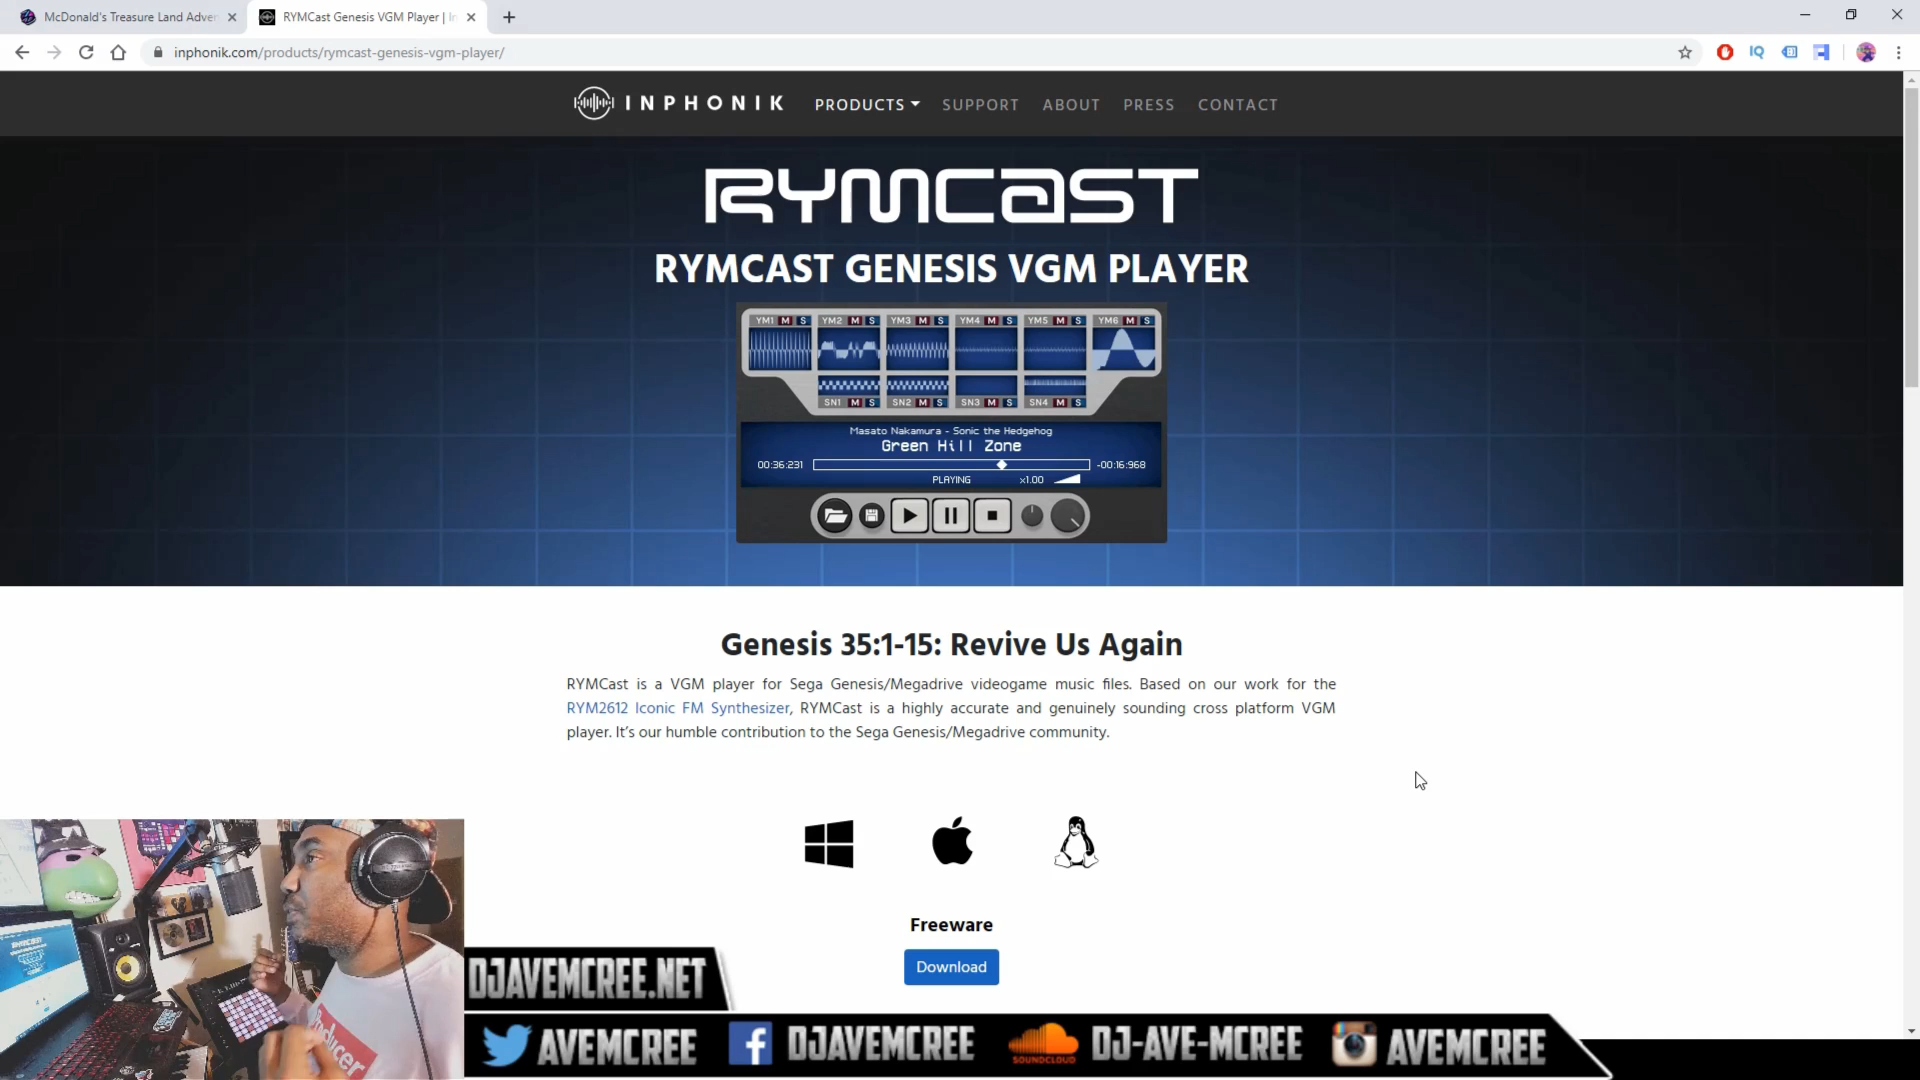 McDonald's Treasure Land Adven
RYMCast Genesis VGM Player | In
inphonik.com/products/rymcast-genesis-vgm-player/
IQ
INPHONIK
PRODUCTS
SUPPORT
ABOUT
PRESS
CONTACT
RYMCAST
RYMCAST GENESIS VGM PLAYER
YM1 M S YM2 M S YM3 M S YM4 M S YM5 M S YM6 M S
SN1 M S SN2 M S SN3 M S SN4 M S
Masato Nakamura - Sonic the Hedgehog
Green Hill Zone
00:36:231 -00:16:968
PLAYING x1.00
Genesis 35:1-15: Revive Us Again
RYMCast is a VGM player for Sega Genesis/Megadrive videogame music files. Based on our work for the
RYM2612 Iconic FM Synthesizer, RYMCast is a highly accurate and genuinely sounding cross platform VGM
player. It's our humble contribution to the Sega Genesis/Megadrive community.
Freeware
Download
DJAVEMCREE.NET
AVEMCREE
DJAVEMCREE
SOUNDCLOUD
DJ-AVE-MCREE
AVEMCREE